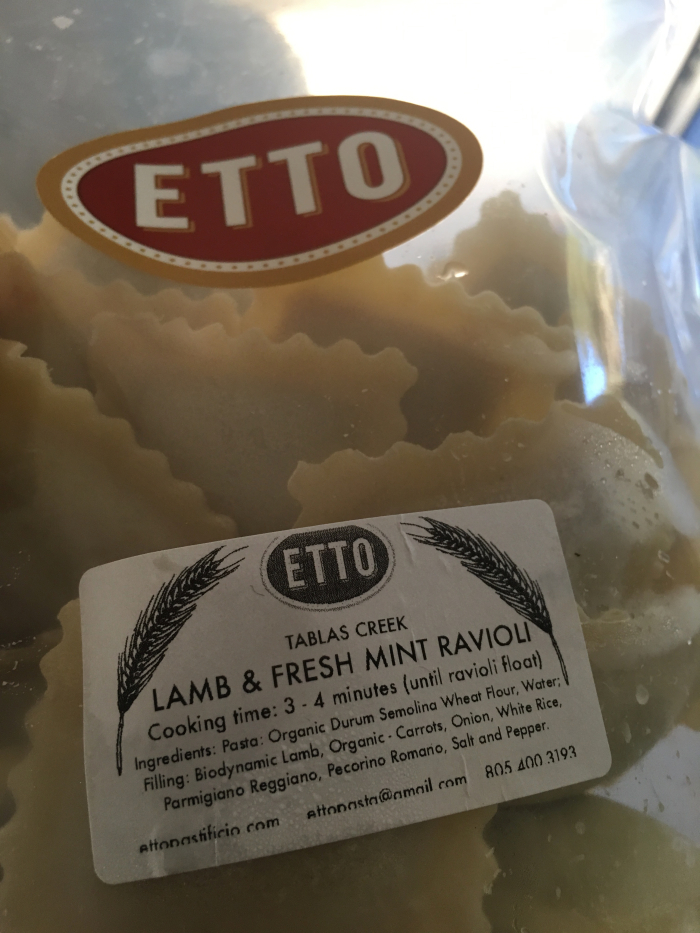 ETTO
ETTO
TABLAS CREEK
LAMB & FRESH MINT RAVIOLI
Cooking time: 3 - 4 minutes (until ravioli float)
Ingredients: Pasta: Organic Durum Semolina Wheat Flour, Water;
Filling: Biodynamic Lamb, Organic - Carrots, Onion, White Rice,
Parmigiano Reggiano, Pecorino Romano, Salt and Pepper.
ettopastificio.com ettopasta@gmail.com 805.400.3193